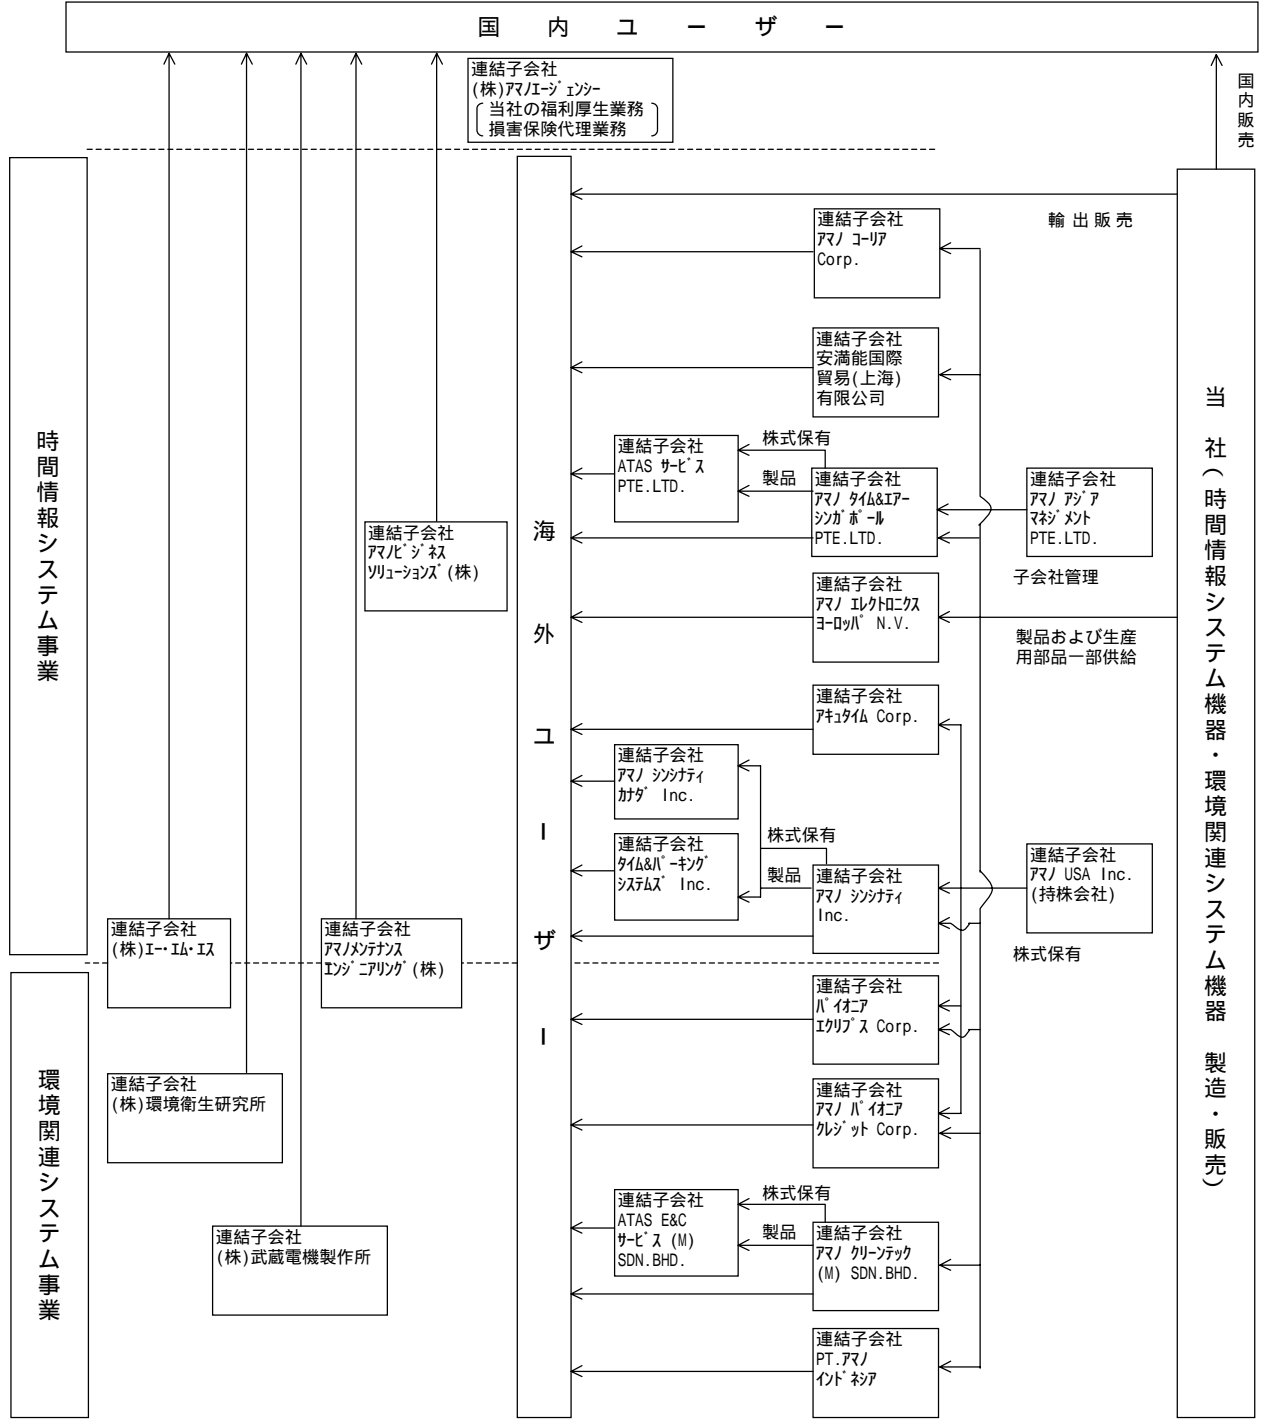 国内ユーザー
連結子会社
(株)ｱﾏﾉｴｰｼﾞｪﾝｼｰ
当社の福利厚生業務
損害保険代理業務
国内販売
時間情報システム事業
環境関連システム事業
海外ユーザー
当社(時間情報システム機器・環境関連システム機器 製造・販売)
輸出販売
連結子会社
ｱﾏﾉ ｺｰﾘｱ
Corp.
連結子会社
安満能国際
貿易(上海)
有限公司
株式保有
製品
連結子会社
ATAS ｻｰﾋﾞｽ
PTE.LTD.
連結子会社
ｱﾏﾉ ﾀｲﾑ&ｴｱｰ
ｼﾝｶﾞﾎﾟｰﾙ
PTE.LTD.
連結子会社
ｱﾏﾉ ｱｼﾞｱ
ﾏﾈｼﾞﾒﾝﾄ
PTE.LTD.
子会社管理
連結子会社
ｱﾏﾉﾋﾞｼﾞﾈｽ
ｿﾘｭｰｼｮﾝｽﾞ(株)
連結子会社
ｱﾏﾉ ｴﾚｸﾄﾛﾆｸｽ
ﾖｰﾛｯﾊﾟ N.V.
製品および生産
用部品一部供給
連結子会社
ｱｷｭﾀｲﾑ Corp.
連結子会社
ｱﾏﾉ ｼﾝｼﾅﾃｨ
ｶﾅﾀﾞ Inc.
連結子会社
ﾀｲﾑ&ﾊﾟｰｷﾝｸﾞ
ｼｽﾃﾑｽﾞ Inc.
株式保有
製品
連結子会社
ｱﾏﾉ ｼﾝｼﾅﾃｨ
Inc.
連結子会社
ｱﾏﾉ USA Inc.
(持株会社)
株式保有
連結子会社
(株)ｴｰ･ｴﾑ･ｴｽ
連結子会社
ｱﾏﾉﾒﾝﾃﾅﾝｽ
ｴﾝｼﾞﾆｱﾘﾝｸﾞ(株)
連結子会社
ﾊﾟｲｵﾆｱ
ｴｸﾘﾌﾟｽ Corp.
連結子会社
(株)環境衛生研究所
連結子会社
ｱﾏﾉ ﾊﾟｲｵﾆｱ
ｸﾚｼﾞｯﾄ Corp.
連結子会社
(株)武蔵電機製作所
株式保有
製品
連結子会社
ATAS E&C
ｻｰﾋﾞｽ (M)
SDN.BHD.
連結子会社
ｱﾏﾉ ｸﾘｰﾝﾃｯｸ
(M) SDN.BHD.
連結子会社
PT.ｱﾏﾉ
ｲﾝﾄﾞﾈｼｱ